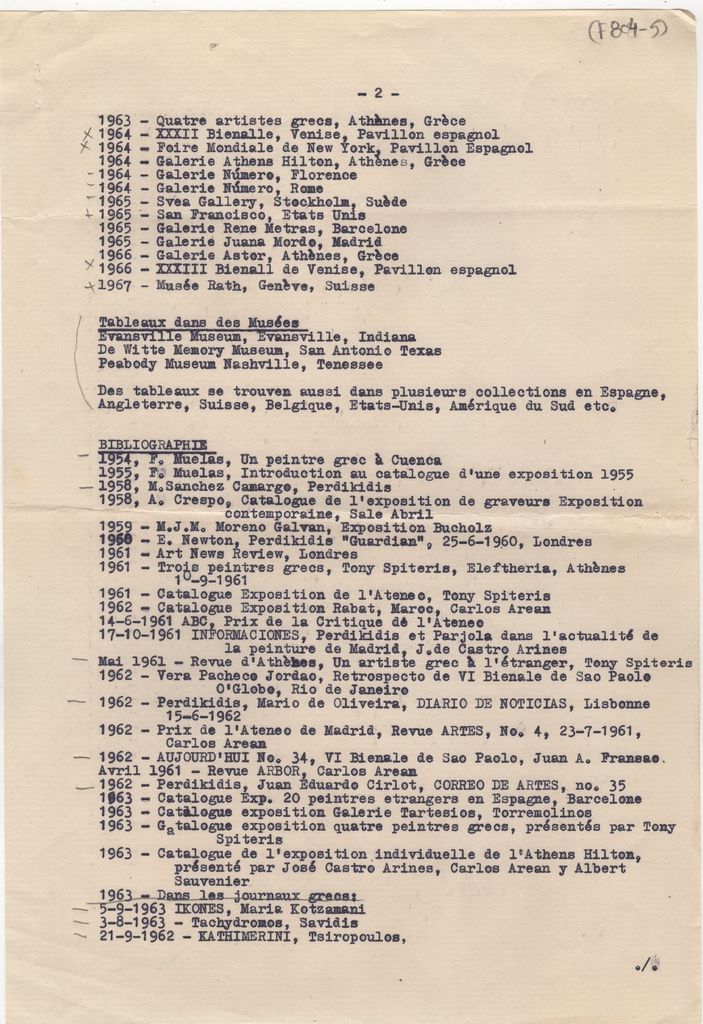 (F804-5)
- 2 -
1963 - Quatre artistes grecs, Athènes, Grèce
1964 - XXXII Bienalle, Venise, Pavillon espagnol
1964 - Foire Mondiale de New York, Pavillon Espagnol
1964 - Galerie Athens Hilton, Athènes, Grèce
1964 - Galerie Número, Florence
1964 - Galerie Número, Rome
1965 - Svea Gallery, Stockholm, Suède
1965 - San Francisco, Etats Unis
1965 - Galerie Rene Metras, Barcelone
1965 - Galerie Juana Mordo, Madrid
1966 - Galerie Astor, Athènes, Grèce
1966 - XXXIII Bienall de Venise, Pavillon espagnol
1967 - Musée Rath, Genève, Suisse
Tableaux dans des Musées
Evansville Museum, Evansville, Indiana
De Witte Memory Museum, San Antonio Texas
Peabody Museum Nashville, Tenessee
Des tableaux se trouven aussi dans plusieurs collections en Espagne,
Angleterre, Suisse, Belgique, Etats-Unis, Amérique du Sud etc.
BIBLIOGRAPHIE
1954, F. Muelas, Un peintre grec à Cuenca
1955, F. Muelas, Introduction au catalogue d'une exposition 1955
1958, M.Sanchez Camargo, Perdikidis
1958, A. Crespo, Catalogue de l'exposition de graveurs Exposition
contemporaine, Sale Abril
1959 - M.J.M. Moreno Galvan, Exposition Bucholz
1960 - E. Newton, Perdikidis "Guardian", 25-6-1960, Londres
1961 - Art News Review, Londres
1961 - Trois peintres grecs, Tony Spiteris, Eleftheria, Athènes
1º-9-1961
1961 - Catalogue Exposition de l'Ateneo, Tony Spiteris
1962 - Catalogue Exposition Rabat, Maroc, Carlos Arean
14-6-1961 ABC, Prix de la Critique de l'Ateneo
17-10-1961 INFORMACIONES, Perdikidis et Parjola dans l'actualité de
la peinture de Madrid, J.de Castro Arines
Mai 1961 - Revue d'Athènes, Un artiste grec à l'étranger, Tony Spiteris
1962 - Vera Pacheco Jordao, Retrospecto de VI Bienale de Sao Paolo
O'Globo, Rio de Janeiro
1962 - Perdikidis, Mario de Oliveira, DIARIO DE NOTICIAS, Lisbonne
15-6-1962
1962 - Prix de l'Ateneo de Madrid, Revue ARTES, No. 4, 23-7-1961,
Carlos Arean
1962 - AUJOURD'HUI No. 34, VI Bienale de Sao Paolo, Juan A. Fransao.
Avril 1961 - Revue ARBOR, Carlos Arean
1962 - Perdikidis, Juan Eduardo Cirlot, CORREO DE ARTES, no. 35
1963 - Catalogue Exp. 20 peintres etrangers en Espagne, Barcelone
1963 - Catalogue exposition Galerie Tartesios, Torremolinos
1963 - Gatalogue exposition quatre peintres grecs, présentés par Tony
Spiteris
1963 - Catalogue de l'exposition individuelle de l'Athens Hilton,
présenté par José Castro Arines, Carlos Arean y Albert
Sauvenier
1963 - Dans les journaux grecs:
5-9-1963 IKONES, Maria Kotzamani
3-8-1963 - Tachydromos, Savidis
21-9-1962 - KATHIMERINI, Tsiropoulos,
./.